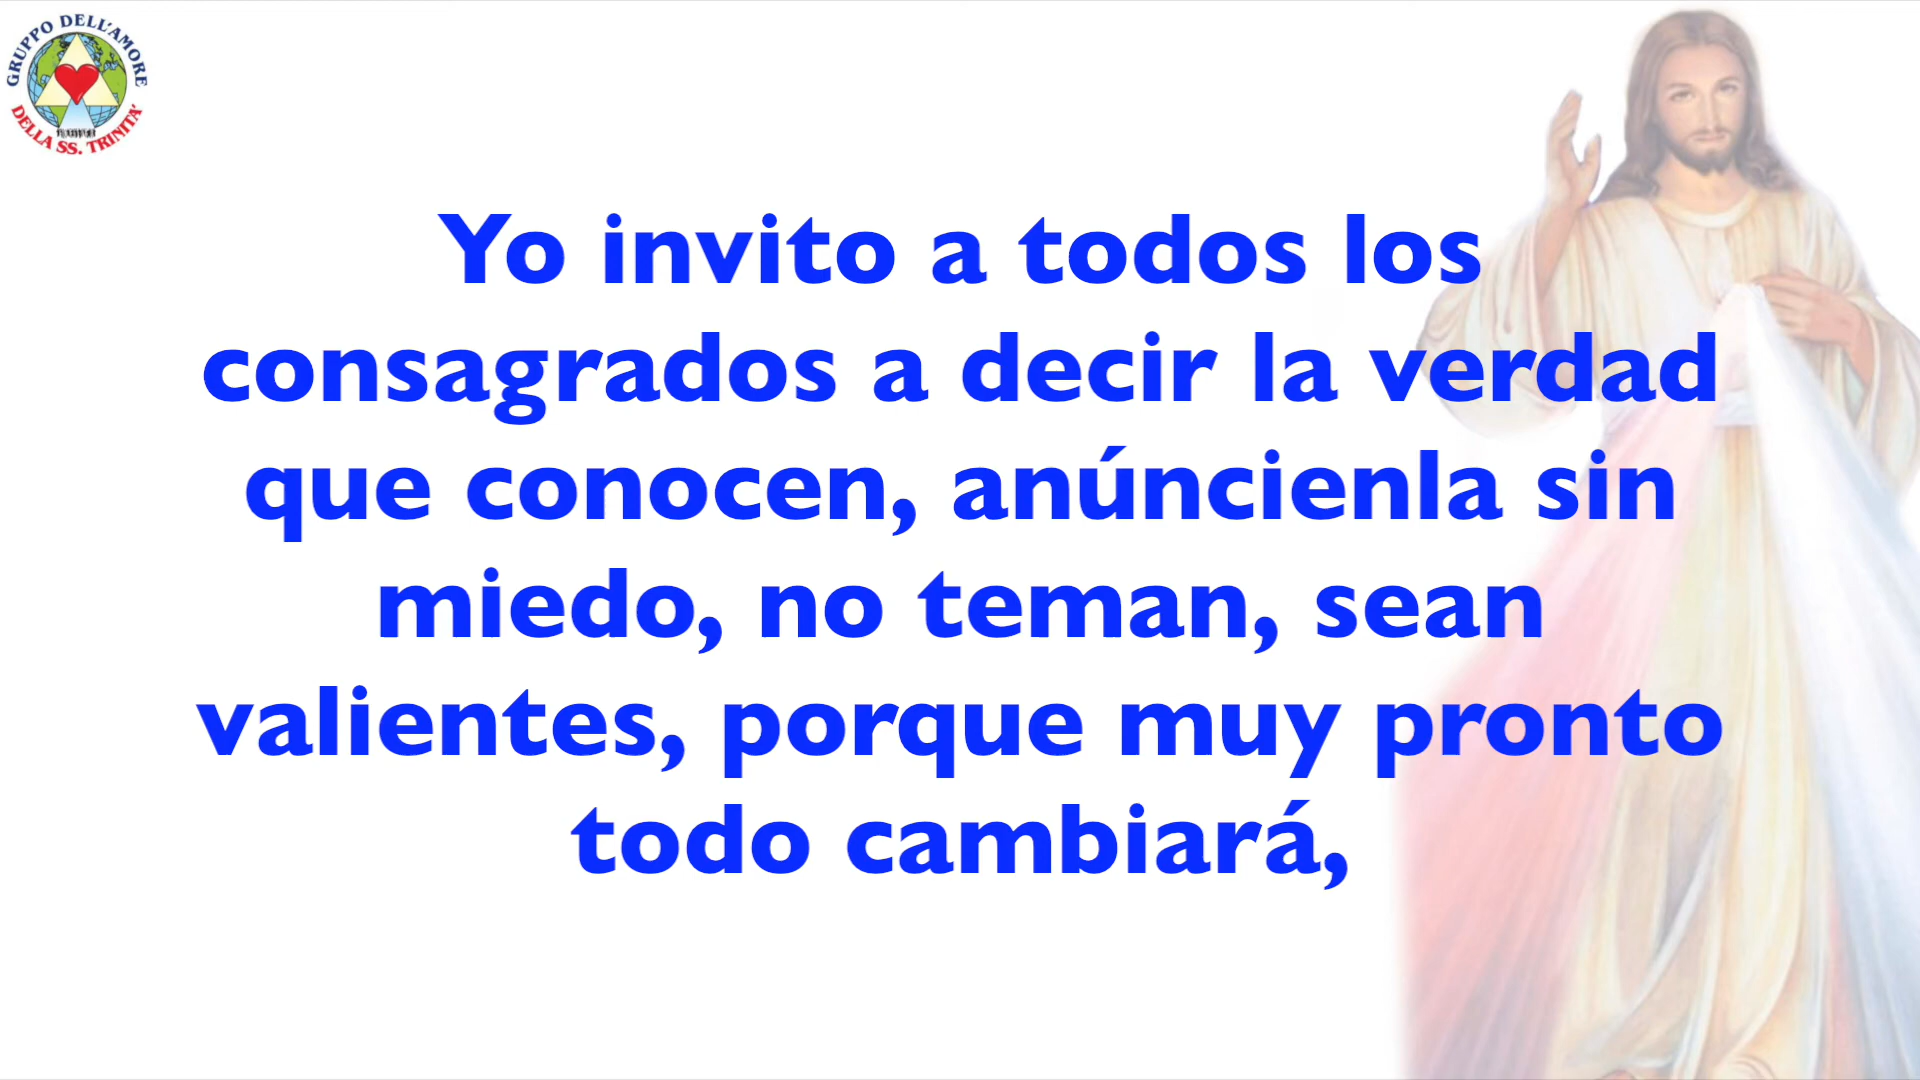 GRUPPO DELL'AMORE
DELLA SS. TRINITA'
Yo invito a todos los
consagrados a decir la verdad
que conocen, anúncienla sin
miedo, no teman, sean
valientes, porque muy pronto
todo cambiará,